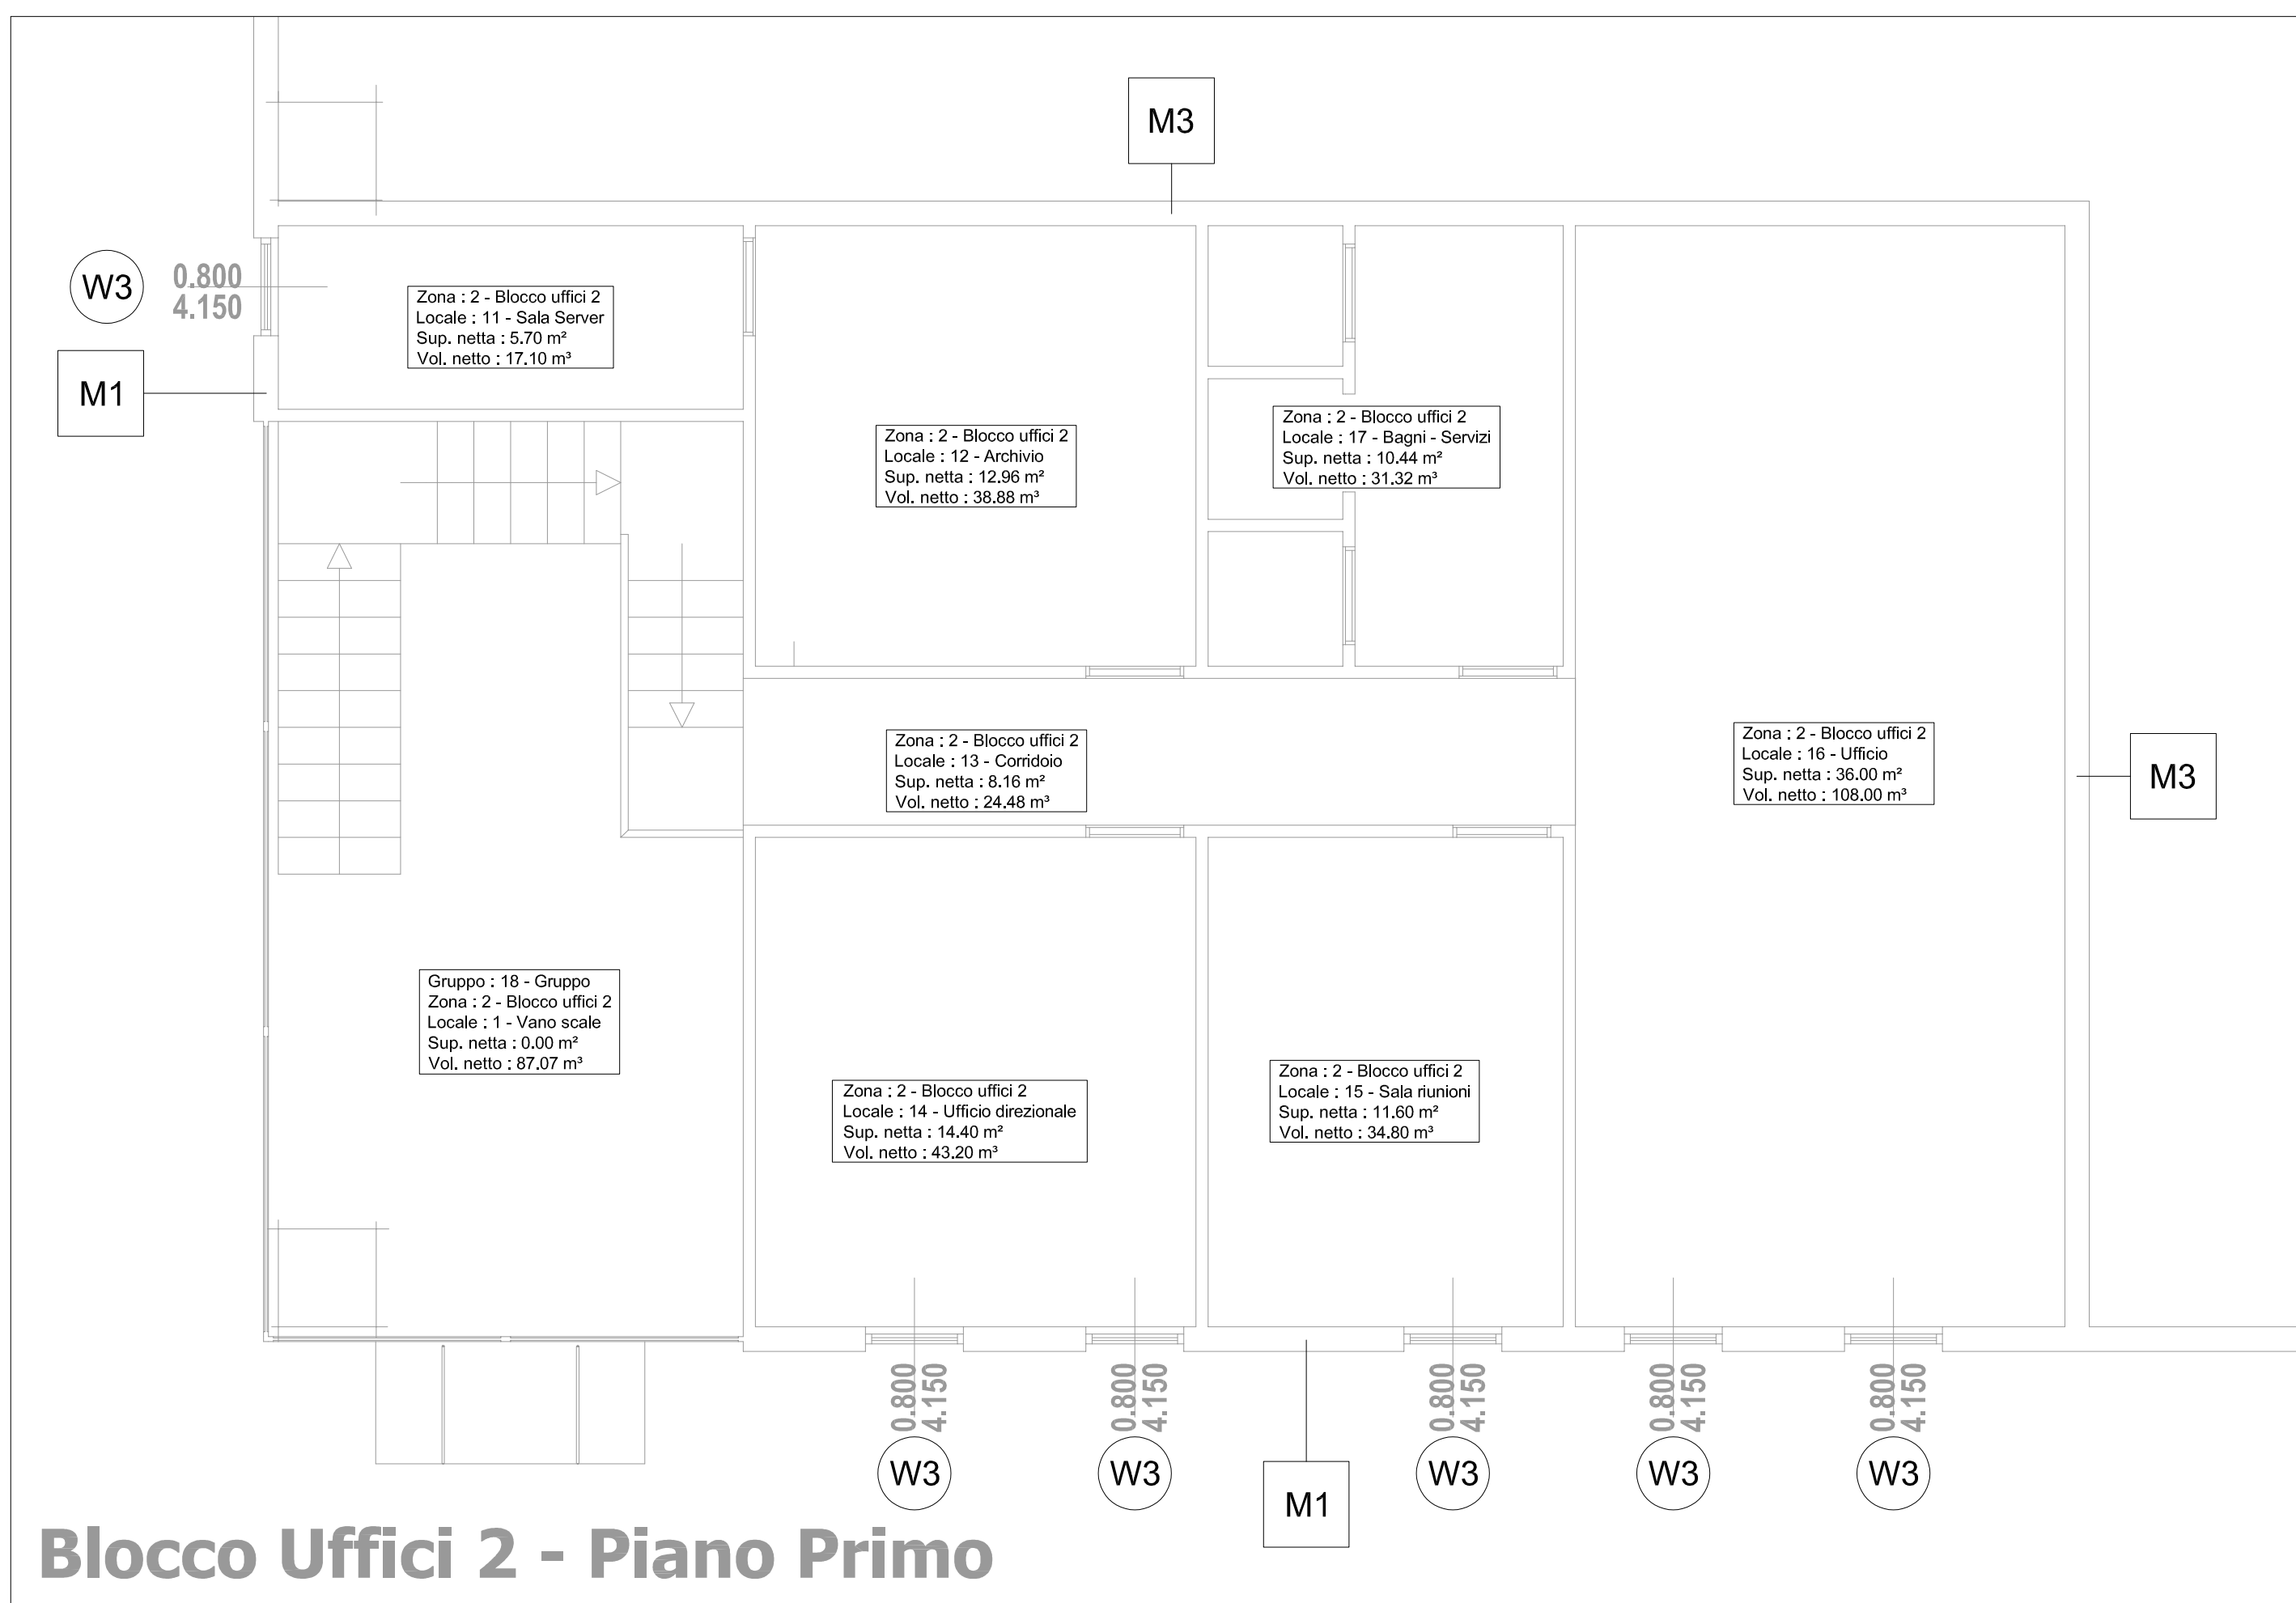 M3
W3
0.800
4.150
M1
Zona : 2 - Blocco uffici 2
Locale : 11 - Sala Server
Sup. netta : 5.70 m²
Vol. netto : 17.10 m³
Zona : 2 - Blocco uffici 2
Locale : 12 - Archivio
Sup. netta : 12.96 m²
Vol. netto : 38.88 m³
Zona : 2 - Blocco uffici 2
Locale : 17 - Bagni - Servizi
Sup. netta : 10.44 m²
Vol. netto : 31.32 m³
Zona : 2 - Blocco uffici 2
Locale : 13 - Corridoio
Sup. netta : 8.16 m²
Vol. netto : 24.48 m³
Zona : 2 - Blocco uffici 2
Locale : 16 - Ufficio
Sup. netta : 36.00 m²
Vol. netto : 108.00 m³
M3
Gruppo : 18 - Gruppo
Zona : 2 - Blocco uffici 2
Locale : 1 - Vano scale
Sup. netta : 0.00 m²
Vol. netto : 87.07 m³
Zona : 2 - Blocco uffici 2
Locale : 14 - Ufficio direzionale
Sup. netta : 14.40 m²
Vol. netto : 43.20 m³
Zona : 2 - Blocco uffici 2
Locale : 15 - Sala riunioni
Sup. netta : 11.60 m²
Vol. netto : 34.80 m³
0.800
4.150
0.800
4.150
0.800
4.150
0.800
4.150
0.800
4.150
W3
W3
W3
W3
W3
M1
Blocco Uffici 2 - Piano Primo